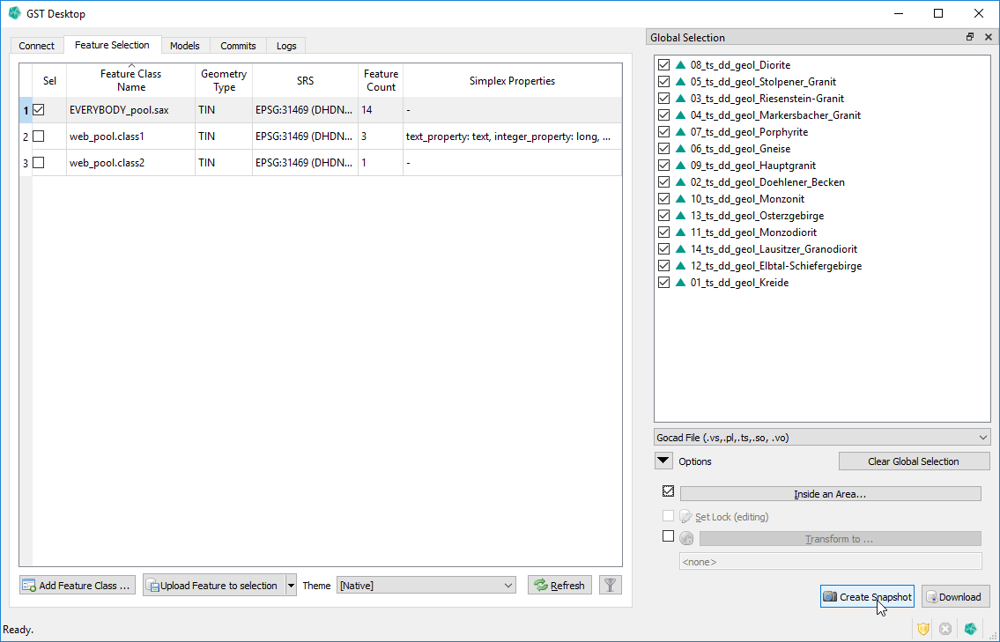 GST Desktop
Connect Feature Selection Models Commits Logs
Sel Feature Class Name Geometry Type SRS Feature Count Simplex Properties
1 EVERYBODY_pool.sax TIN EPSG:31469 (DHDN... 14 -
2 web_pool.class1 TIN EPSG:31469 (DHDN... 3 text_property: text, integer_property: long, ...
3 web_pool.class2 TIN EPSG:31469 (DHDN... 1 -
Add Feature Class ... Upload Feature to selection Theme [Native] Refresh
Ready.
Global Selection
08_ts_dd_geol_Diorite
05_ts_dd_geol_Stolpener_Granit
03_ts_dd_geol_Riesenstein-Granit
04_ts_dd_geol_Markersbacher_Granit
07_ts_dd_geol_Porphyrite
06_ts_dd_geol_Gneise
09_ts_dd_geol_Hauptgranit
02_ts_dd_geol_Doehlener_Becken
10_ts_dd_geol_Monzonit
13_ts_dd_geol_Osterzgebirge
11_ts_dd_geol_Monzodiorit
14_ts_dd_geol_Lausitzer_Granodiorit
12_ts_dd_geol_Elbtal-Schiefergebirge
01_ts_dd_geol_Kreide
Gocad File (.vs,.pl,.ts,.so, .vo)
Options Clear Global Selection
Inside an Area...
Set Lock (editing)
Transform to ...
<none>
Create Snapshot Download